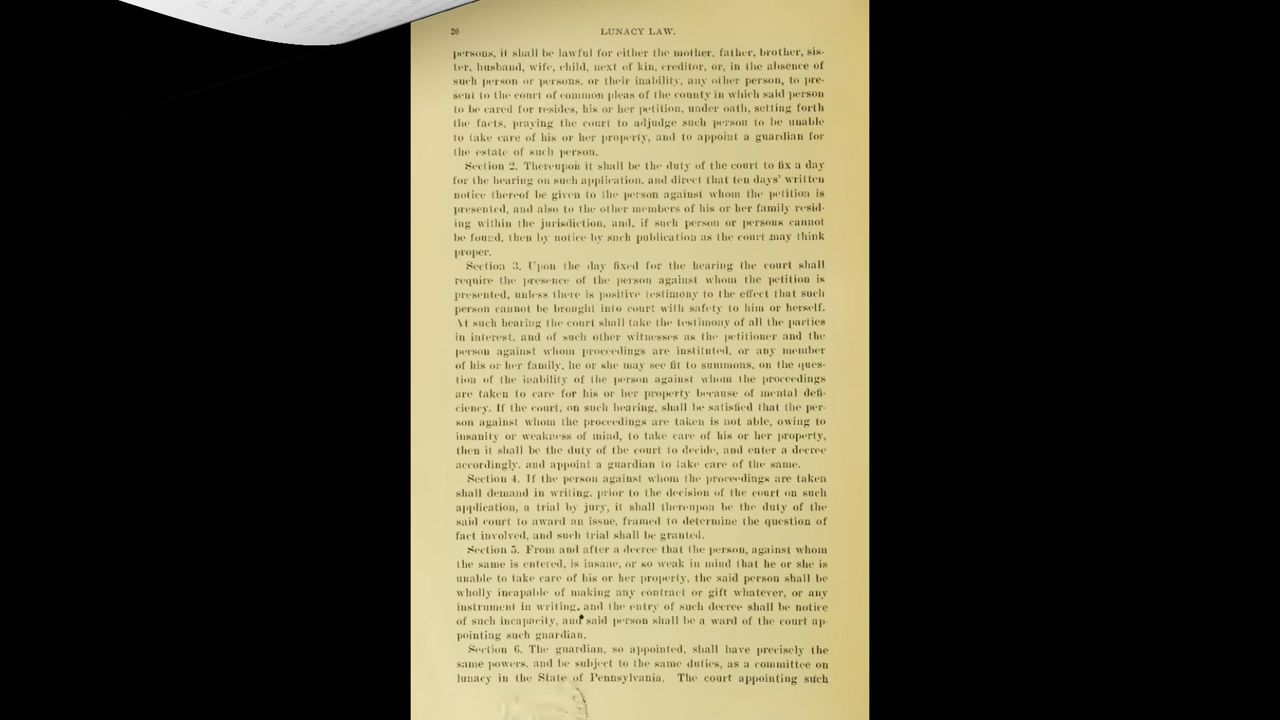 20
LUNACY LAW.
persons, it shall be lawful for either the mother, father, brother, sis-
ter, husband, wife, child, next of kin, creditor, or, in the absence of
such person or persons, or their inability, any other person, to pre-
sent to the court of common pleas of the county in which said person
to be cared for resides, his or her petition, under oath, setting forth
the facts, praying the court to adjudge such person to be unable
to take care of his or her property, and to appoint a guardian for
the estate of such person.
Section 2. Thereupon it shall be the duty of the court to fix a day
for the hearing on such application, and direct that ten days' written
notice thereof be given to the person against whom the petition is
presented, and also to the other members of his or her family resid-
ing within the jurisdiction, and, if such person or persons cannot
be found, then by notice by such publication as the court may think
proper.
Section 3. Upon the day fixed for the hearing the court shall
require the presence of the person against whom the petition is
presented, unless there is positive testimony to the effect that such
person cannot be brought into court with safety to him or herself.
At such hearing the court shall take the testimony of all the parties
in interest, and of such other witnesses as the petitioner and the
person against whom proceedings are instituted, or any member
of his or her family, he or she may see fit to summons, on the ques-
tion of the inability of the person against whom the proceedings
are taken to care for his or her property because of mental defi-
ciency. If the court, on such hearing, shall be satisfied that the per-
son against whom the proceedings are taken is not able, owing to
insanity or weakness of mind, to take care of his or her property,
then it shall be the duty of the court to decide, and enter a decree
accordingly, and appoint a guardian to take care of the same.
Section 4. If the person against whom the proceedings are taken
shall demand in writing, prior to the decision of the court on such
application, a trial by jury, it shall thereupon be the duty of the
said court to award an issue, framed to determine the question of
fact involved, and such trial shall be granted.
Section 5. From and after a decree that the person, against whom
the same is entered, is insane, or so weak in mind that he or she is
unable to take care of his or her property, the said person shall be
wholly incapable of making any contract or gift whatever, or any
instrument in writing, and the entry of such decree shall be notice
of such incapacity, and said person shall be a ward of the court ap-
pointing such guardian.
Section 6. The guardian, so appointed, shall have precisely the
same powers, and be subject to the same duties, as a committee on
lunacy in the State of Pennsylvania. The court appointing such